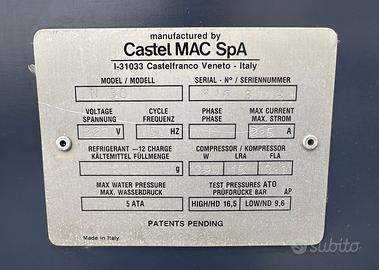 manufactured by
Castel MAC SpA
I-31033 Castelfranco Veneto - Italy
MODEL / MODELL
SERIAL - Nº / SERIENNUMMER
VOLTAGE SPANNUNG V
CYCLE FREQUENZ HZ
PHASE PHASE
MAX CURRENT MAX. STROM A
REFRIGERANT —12 CHARGE
KÄLTEMITTEL FÜLLMENGE
g
COMPRESSOR / KOMPRESSOR
W LRA FLA
MAX WATER PRESSURE
MAX. WASSERDRUCK
5 ATA
TEST PRESSURES ATO
PRÜFDRÜCKE BAR AP
HIGH/HD 16,5 LOW/ND 9,6
PATENTS PENDING
Made in Italy
subito